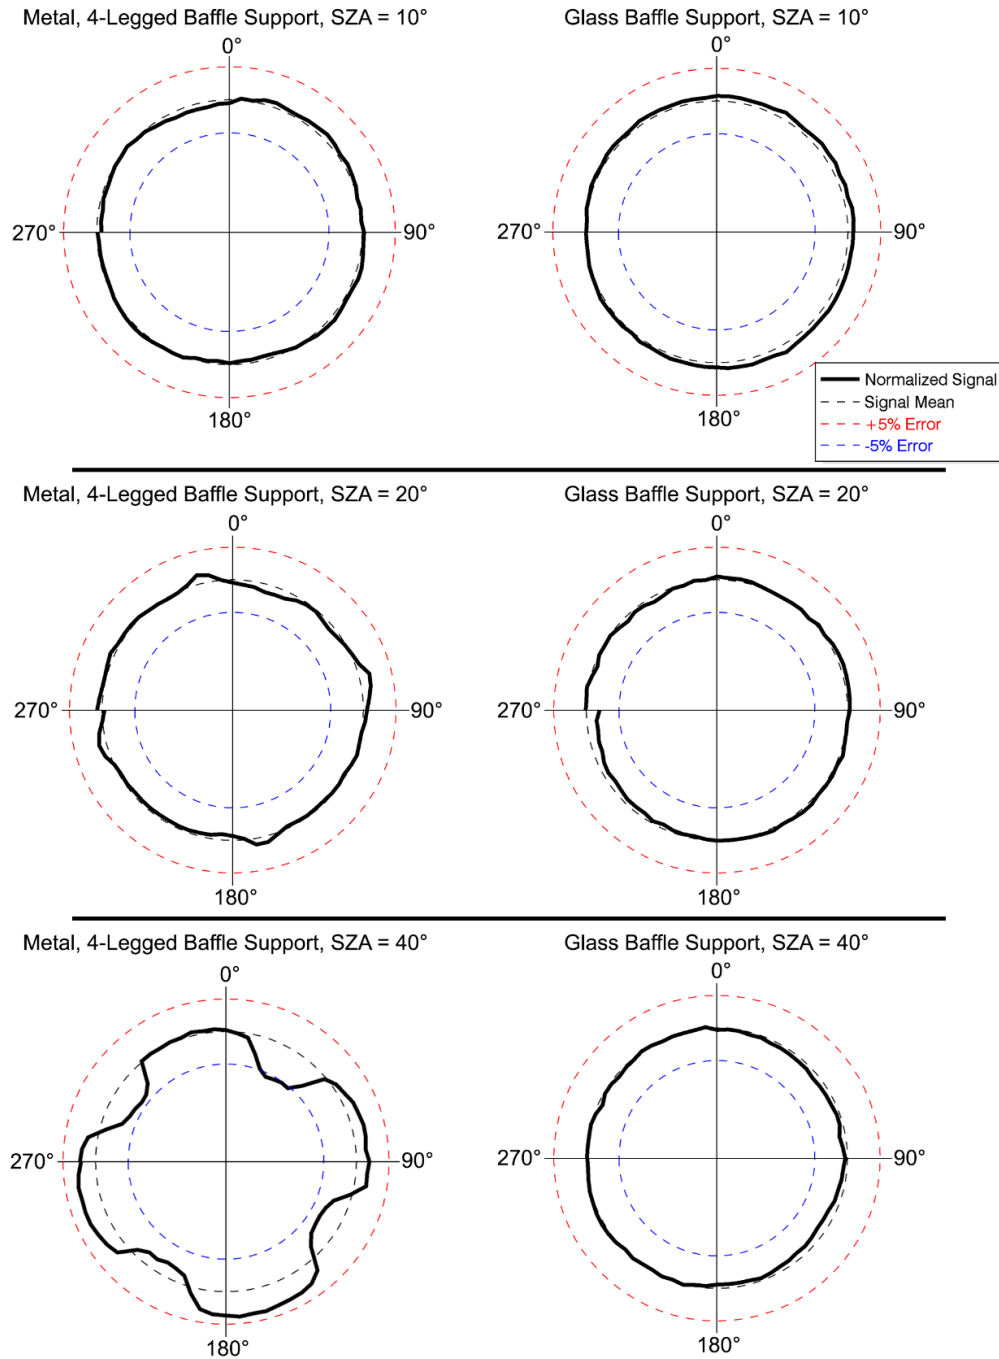 Metal, 4-Legged Baffle Support, SZA = 10°
Glass Baffle Support, SZA = 10°
0°
0°
270°
90°
270°
90°
180°
180°
Normalized Signal
Signal Mean
+5% Error
-5% Error
Metal, 4-Legged Baffle Support, SZA = 20°
Glass Baffle Support, SZA = 20°
0°
0°
270°
90°
270°
90°
180°
180°
Metal, 4-Legged Baffle Support, SZA = 40°
Glass Baffle Support, SZA = 40°
0°
0°
270°
90°
270°
90°
180°
180°